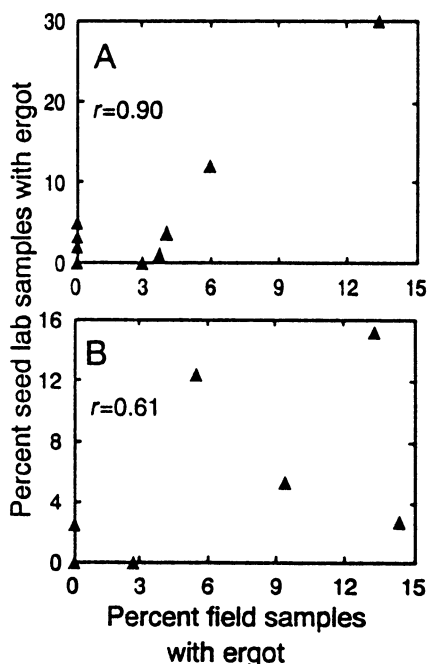 Percent seed lab samples with ergot
30
20
10
0
A
r=0.90
0 3 6 9 12 15
16
12
8
4
0
B
r=0.61
0 3 6 9 12 15
Percent field samples
with ergot